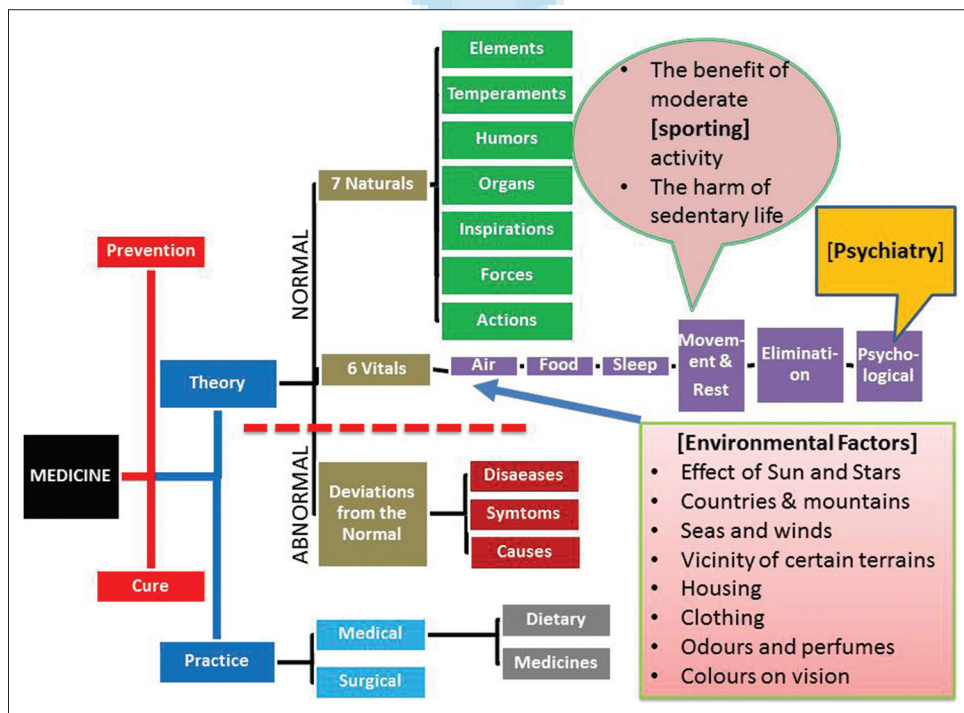 MEDICINE
Prevention
Cure
Theory
Practice
NORMAL
ABNORMAL
7 Naturals
Elements
Temperaments
Humors
Organs
Inspirations
Forces
Actions
6 Vitals
Air
Food
Sleep
Movem-
ent &
Rest
Eliminati-
on
Psycho-
logical
• The benefit of
moderate
[sporting]
activity
• The harm of
sedentary life
[Psychiatry]
Deviations
from the
Normal
Disaeases
Symtoms
Causes
Medical
Surgical
Dietary
Medicines
[Environmental Factors]
• Effect of Sun and Stars
• Countries & mountains
• Seas and winds
• Vicinity of certain terrains
• Housing
• Clothing
• Odours and perfumes
• Colours on vision